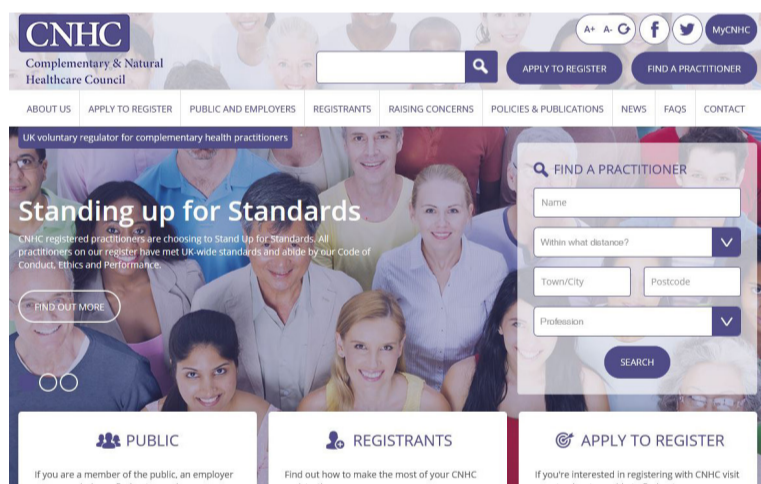 CNHC
Complementary & Natural
Healthcare Council
A+ A-
MyCNHC
APPLY TO REGISTER
FIND A PRACTITIONER
ABOUT US
APPLY TO REGISTER
PUBLIC AND EMPLOYERS
REGISTRANTS
RAISING CONCERNS
POLICIES & PUBLICATIONS
NEWS
FAQS
CONTACT
UK voluntary regulator for complementary health practitioners
Standing up for Standards
CNHC registered practitioners are choosing to Stand Up for Standards. All
practitioners on our register have met UK-wide standards and abide by our Code of
Conduct, Ethics and Performance.
FIND OUT MORE
FIND A PRACTITIONER
Name
Within what distance?
Town/City
Postcode
Profession
SEARCH
PUBLIC
If you are a member of the public, an employer
REGISTRANTS
Find out how to make the most of your CNHC
APPLY TO REGISTER
If you're interested in registering with CNHC visit